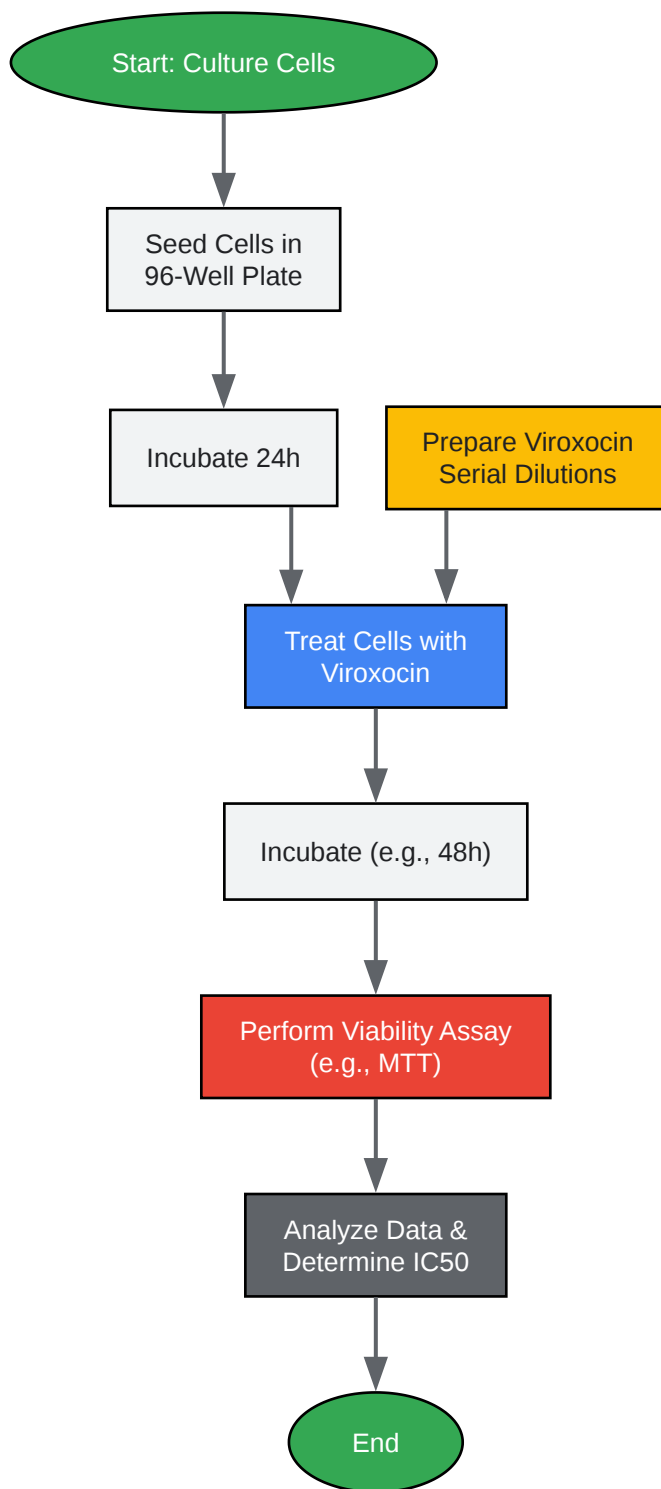 Start: Culture Cells
Seed Cells in
96-Well Plate
Incubate 24h
Prepare Viroxocin
Serial Dilutions
Treat Cells with
Viroxocin
Incubate (e.g., 48h)
Perform Viability Assay
(e.g., MTT)
Analyze Data &
Determine IC50
End